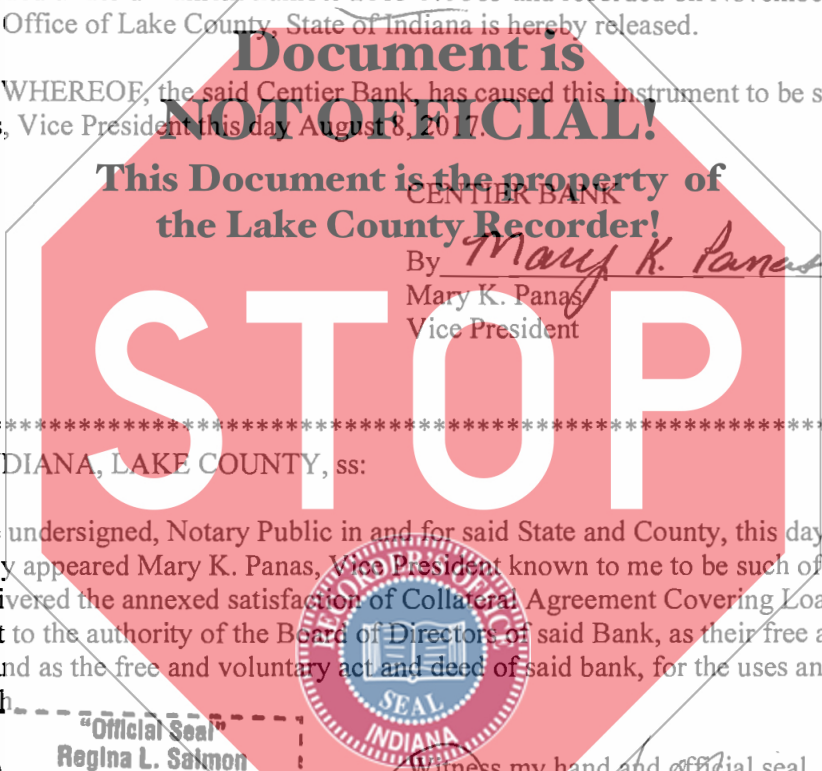 Office of Lake County, State of Indiana is hereby released.
Document is
WHEREOF, the said Centier Bank, has caused this instrument to be s
NOT OFFICIAL!
, Vice President this day August 8, 2017.
This Document is the property of
CENTIER BANK
the Lake County Recorder!
By Mary K. Panas
Mary K. Panas
Vice President
STOP
***********************************************************************
DIANA, LAKE COUNTY, ss:
undersigned, Notary Public in and for said State and County, this day
y appeared Mary K. Panas, Vice President known to me to be such of
ivered the annexed satisfaction of Collateral Agreement Covering Loa
t to the authority of the Board of Directors of said Bank, as their free a
nd as the free and voluntary act and deed of said bank, for the uses an
h
RECORDER'S OFFICE
SEAL
INDIANA
"Official Seal"
Regina L. Salmon
Witness my hand and official seal